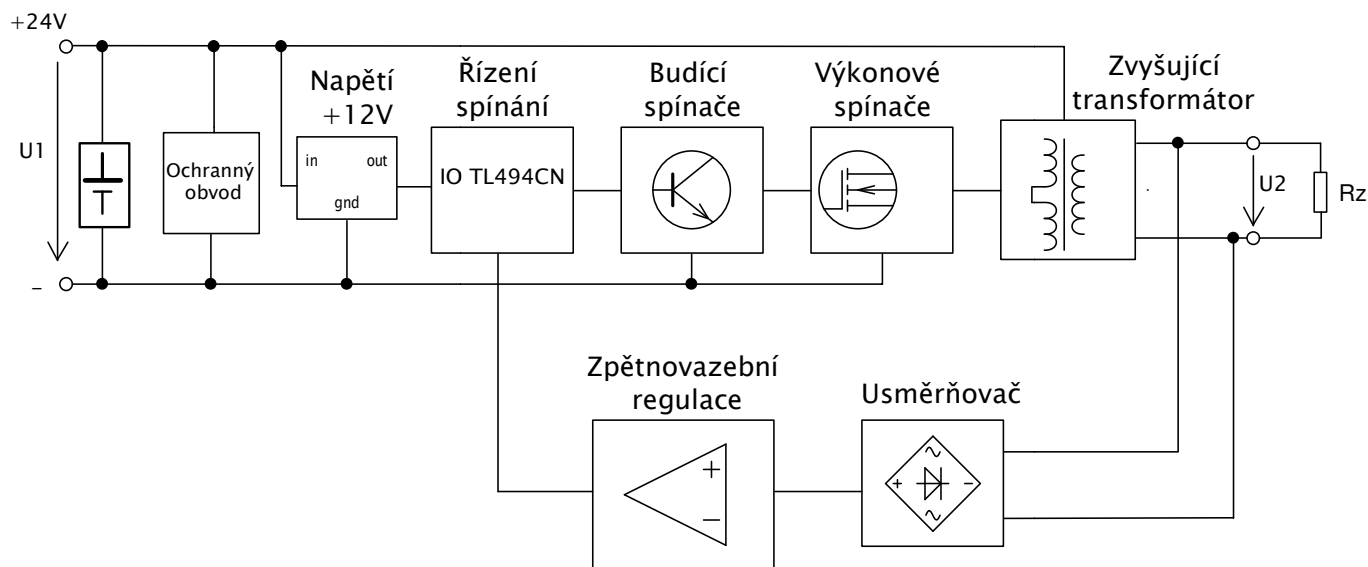 +24V
U1
–
Ochranný
obvod
Napětí
+12V
in
out
gnd
Řízení
spínání
IO TL494CN
Budící
spínače
Výkonové
spínače
Zvyšující
transformátor
U2
Rz
Zpětnovazební
regulace
+
–
Usměrňovač
~
+
-
~